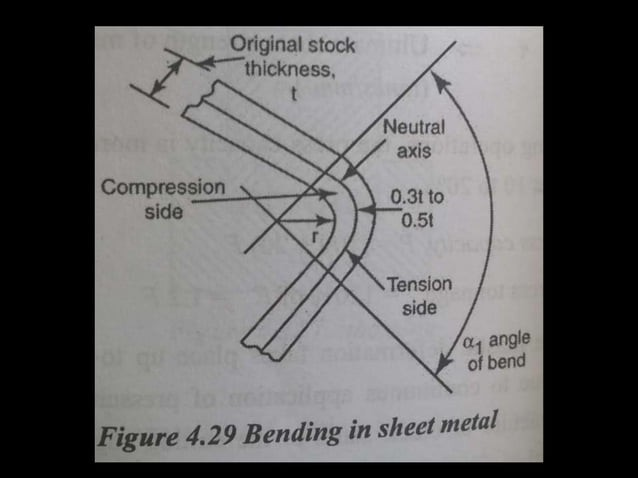 Original stock
thickness,
t
Neutral
axis
Compression
side
0.3t to
0.5t
r
Tension
side
α1 angle
of bend
Figure 4.29 Bending in sheet metal